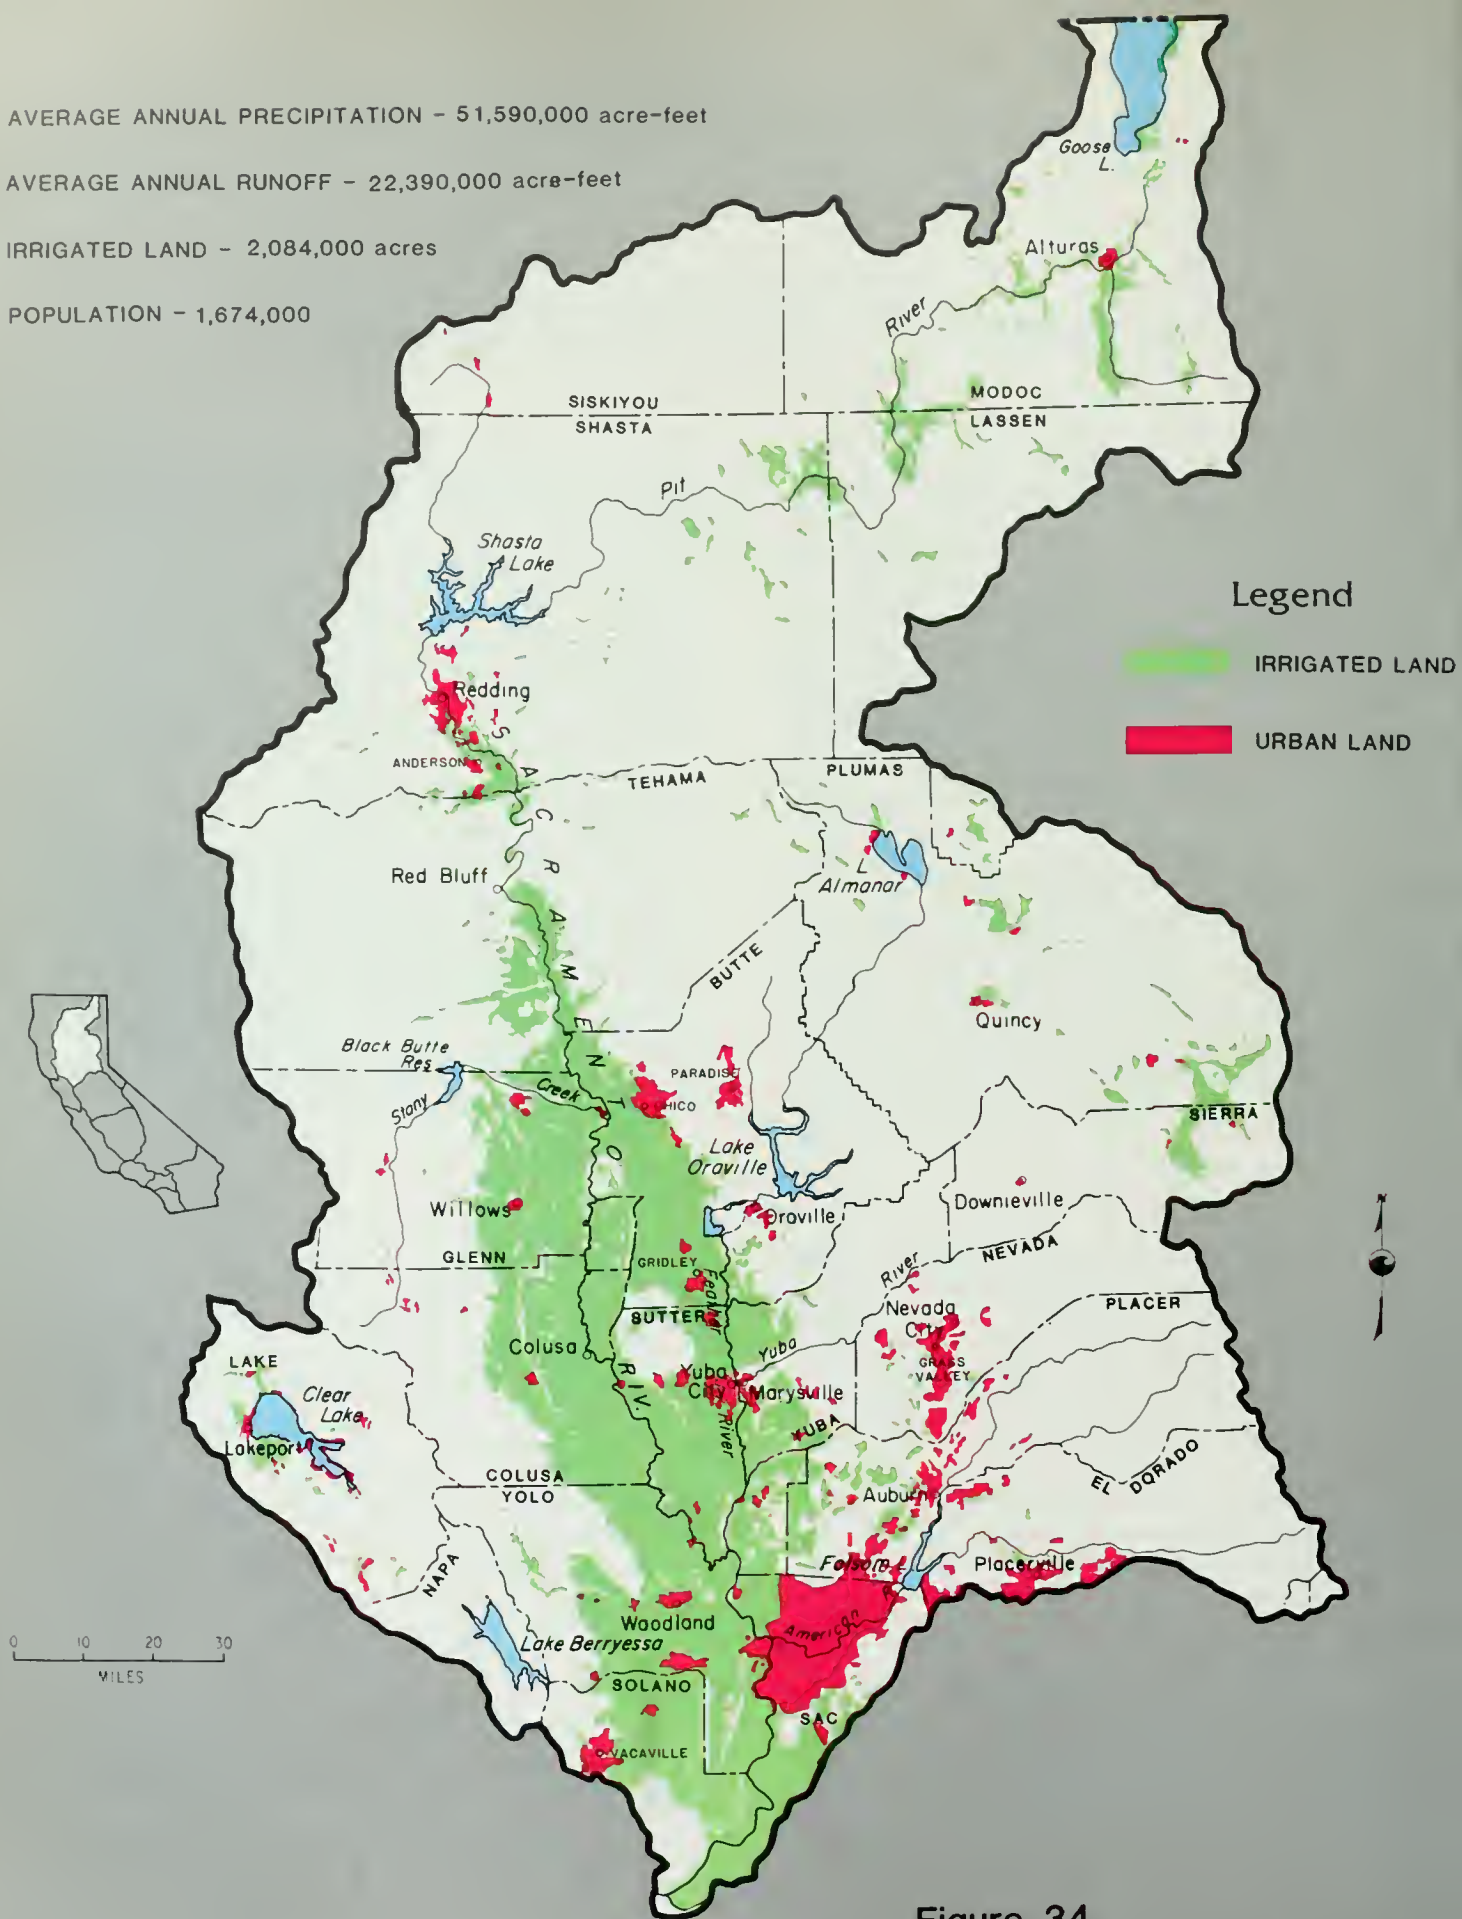 AVERAGE ANNUAL PRECIPITATION - 51,590,000 acre-feet
AVERAGE ANNUAL RUNOFF - 22,390,000 acre-feet
IRRIGATED LAND - 2,084,000 acres
POPULATION - 1,674,000
Goose
L.
Alturas
River
MODOC
LASSEN
SISKIYOU
SHASTA
Pit
Shasta
Lake
Legend
IRRIGATED LAND
URBAN LAND
Redding
ANDERSON
TEHAMA
PLUMAS
SACRAMENTO
RIV.
Red Bluff
L
Almanor
BUTTE
Quincy
Black Butte
Res
Stony
Creek
PARADISE
CHICO
SIERRA
Lake
Oroville
Willows
Oroville
Downieville
GLENN
GRIDLEY
Feather
River
River
NEVADA
SUTTER
Nevada
City
PLACER
Colusa
Yuba
GRASS
VALLEY
LAKE
Clear
Lake
Yuba
City
Marysville
Lakeport
YUBA
COLUSA
YOLO
Auburn
EL DORADO
NAPA
Folsom L
Placerville
Woodland
American
R
Lake Berryessa
SOLANO
SAC
VACAVILLE
0 10 20 30
MILES
N
Figure 34